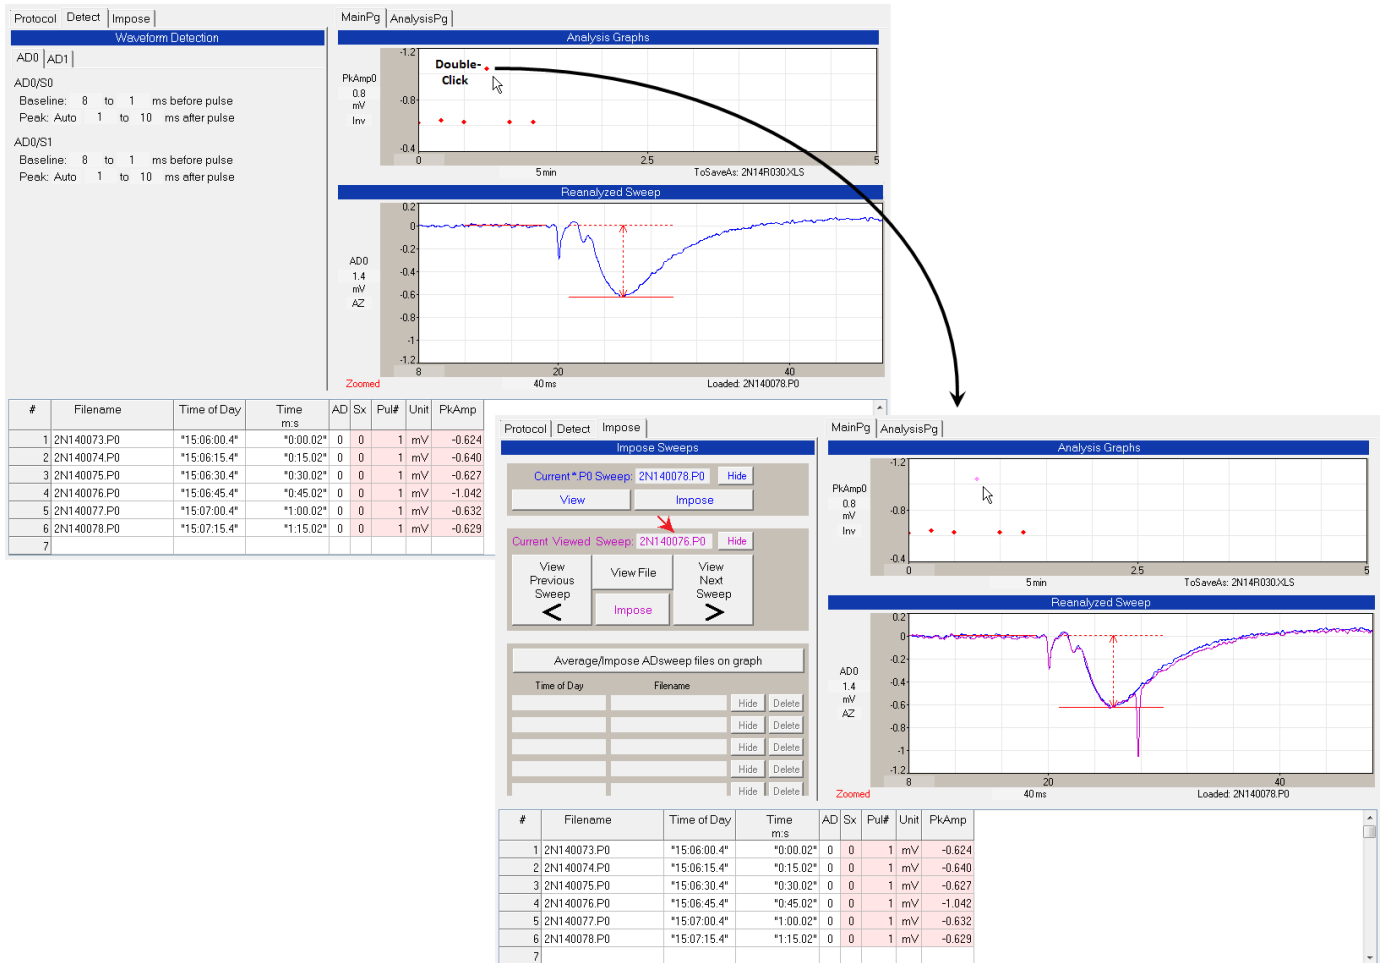 Protocol Detect Impose
Waveform Detection
AD0 AD1
AD0/S0
Baseline: 8 to 1 ms before pulse
Peak: Auto 1 to 10 ms after pulse
AD0/S1
Baseline: 8 to 1 ms before pulse
Peak: Auto 1 to 10 ms after pulse
MainPg AnalysisPg
Analysis Graphs
PkAmp0
0.8
mV
Inv
-1.2
-0.8
-0.4
Double-
Click
0 2.5 5
5 min ToSaveAs: 2N14R030.XLS
Reanalyzed Sweep
AD0
1.4
mV
AZ
0.2
0
-0.2
-0.4
-0.6
-0.8
-1
-1.2
8 20 40
Zoomed 40 ms Loaded: 2N140078.P0
# Filename Time of Day Time AD Sx Pul# Unit PkAmp
m:s
1 2N140073.P0 "15:06:00.4" "0:00.02" 0 0 1 mV -0.624
2 2N140074.P0 "15:06:15.4" "0:15.02" 0 0 1 mV -0.640
3 2N140075.P0 "15:06:30.4" "0:30.02" 0 0 1 mV -0.627
4 2N140076.P0 "15:06:45.4" "0:45.02" 0 0 1 mV -1.042
5 2N140077.P0 "15:07:00.4" "1:00.02" 0 0 1 mV -0.632
6 2N140078.P0 "15:07:15.4" "1:15.02" 0 0 1 mV -0.629
7
Protocol Detect Impose
Impose Sweeps
Current *.P0 Sweep: 2N140078.P0 Hide
View Impose
Current Viewed Sweep: 2N140076.P0 Hide
View
Previous
Sweep
<
View File
Impose
View
Next
Sweep
>
Average/Impose ADsweep files on graph
Time of Day Filename
Hide Delete
Hide Delete
Hide Delete
Hide Delete
Hide Delete
MainPg AnalysisPg
Analysis Graphs
PkAmp0
0.8
mV
Inv
-1.2
-0.8
-0.4
0 2.5 5
5 min ToSaveAs: 2N14R030.XLS
Reanalyzed Sweep
AD0
1.4
mV
AZ
0.2
0
-0.2
-0.4
-0.6
-0.8
-1
-1.2
8 20 40
Zoomed 40 ms Loaded: 2N140078.P0
# Filename Time of Day Time AD Sx Pul# Unit PkAmp
m:s
1 2N140073.P0 "15:06:00.4" "0:00.02" 0 0 1 mV -0.624
2 2N140074.P0 "15:06:15.4" "0:15.02" 0 0 1 mV -0.640
3 2N140075.P0 "15:06:30.4" "0:30.02" 0 0 1 mV -0.627
4 2N140076.P0 "15:06:45.4" "0:45.02" 0 0 1 mV -1.042
5 2N140077.P0 "15:07:00.4" "1:00.02" 0 0 1 mV -0.632
6 2N140078.P0 "15:07:15.4" "1:15.02" 0 0 1 mV -0.629
7